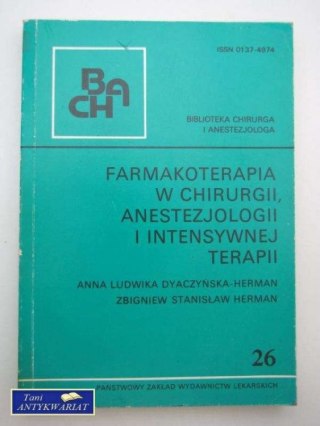 ISSN 0137-4974
BA
CH
BIBLIOTEKA CHIRURGA
I ANESTEZJOLOGA
FARMAKOTERAPIA
W CHIRURGII,
ANESTEZJOLOGII
I INTENSYWNEJ
TERAPII
ANNA LUDWIKA DYACZYŃSKA-HERMAN
ZBIGNIEW STANISŁAW HERMAN
26
PAŃSTWOWY ZAKŁAD WYDAWNICTW LEKARSKICH
Tani
ANTYKWARIAT